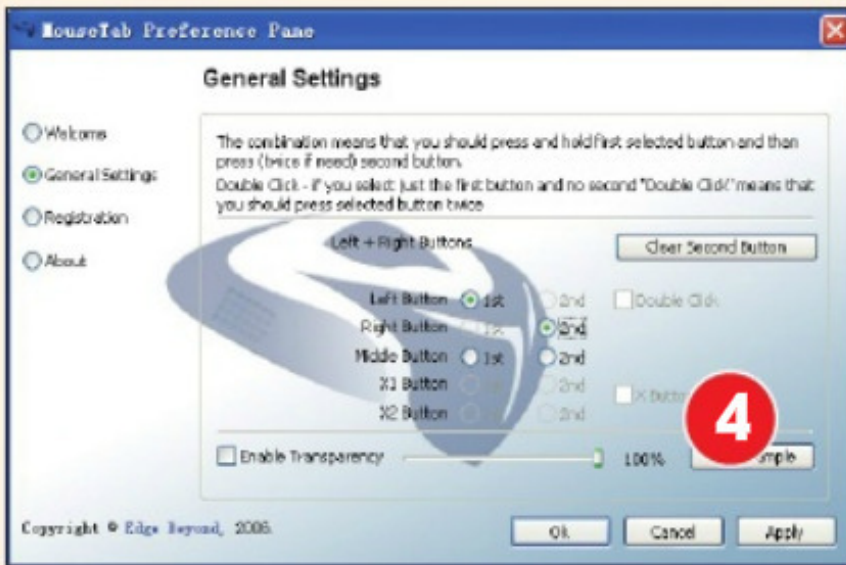 MouseTab Preference Pane
General Settings
Welcome
General Settings
Registration
About
The combination means that you should press and hold first selected button and than
press (twice if need) second button.
Double Click - if you select just the first button and no second "Double Click" means that
you should press selected button twice
Left + Right Buttons
Clear Second Button
Left Button 1st 2nd Double Click
Right Button 1st 2nd
Middle Button 1st 2nd
X1 Button 1st 2nd
X2 Button 2nd
4
Enable Transparency 100%
Copyright © Edge Beyond, 2006.
Ok Cancel Apply